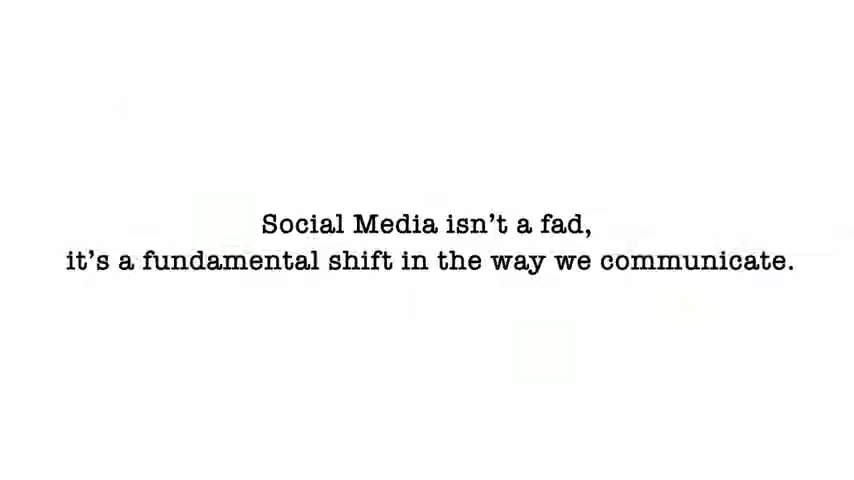 Social Media isn’t a fad,
it’s a fundamental shift in the way we communicate.